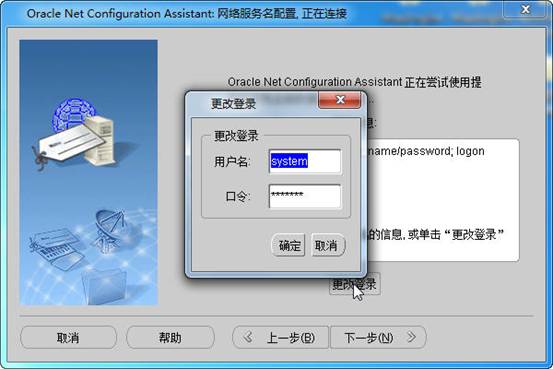 Oracle Net Configuration Assistant: 网络服务名配置, 正在连接
Oracle Net Configuration Assistant 正在尝试使用提
更改登录
息:
更改登录
name/password; logon
用户名:
system
口令:
*******
的信息, 或单击“更改登录”
确定
取消
更改登录
取消
帮助
上一步(B)
下一步(N)